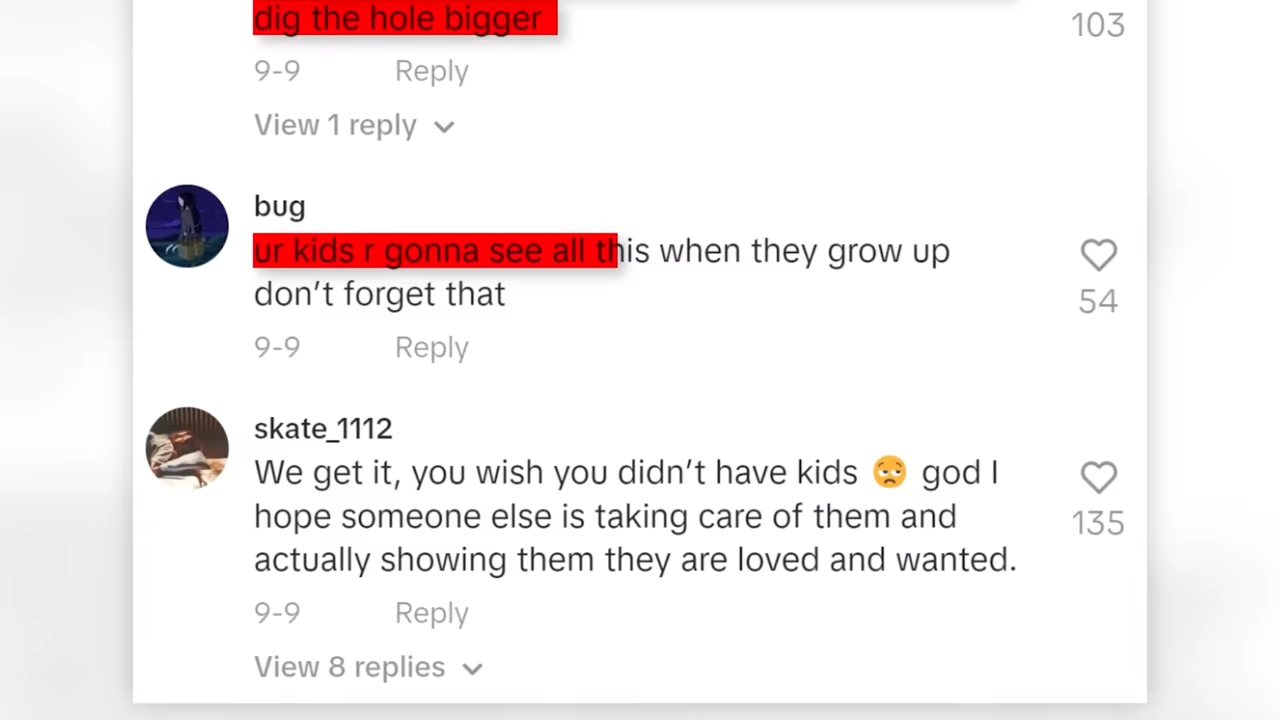 dig the hole bigger
103
9-9 Reply
View 1 reply
bug
ur kids r gonna see all this when they grow up
don’t forget that
54
9-9 Reply
skate_1112
We get it, you wish you didn’t have kids 😩 god I
hope someone else is taking care of them and
135
actually showing them they are loved and wanted.
9-9 Reply
View 8 replies